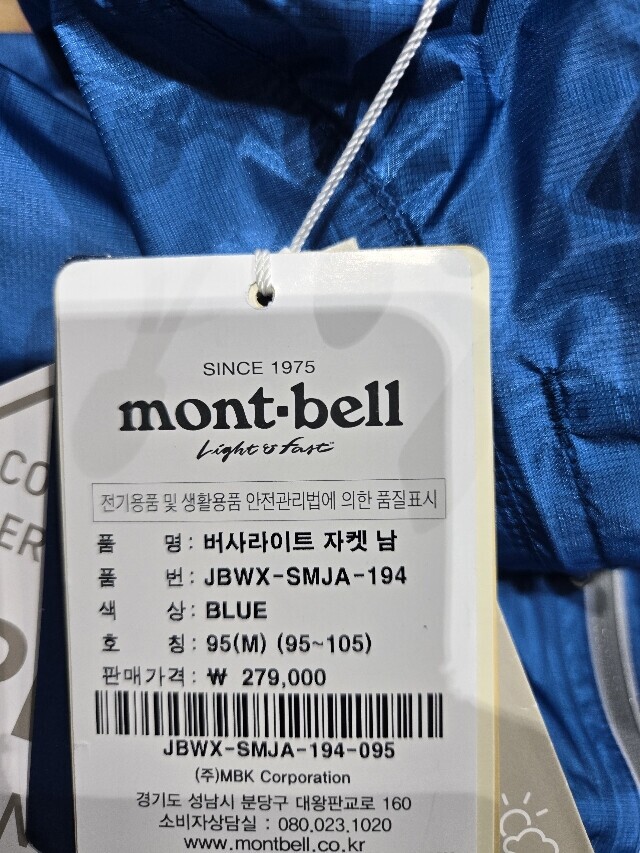 SINCE 1975
mont-bell
Light & Fast
전기용품 및 생활용품 안전관리법에 의한 품질표시
품 명 : 버사라이트 자켓 남
품 번 : JBWX-SMJA-194
색 상 : BLUE
호 칭 : 95(M) (95~105)
판매가격 : ₩ 279,000
JBWX-SMJA-194-095
(주)MBK Corporation
경기도 성남시 분당구 대왕판교로 160
소비자상담실 : 080.023.1020
www.montbell.co.kr
CO
ER